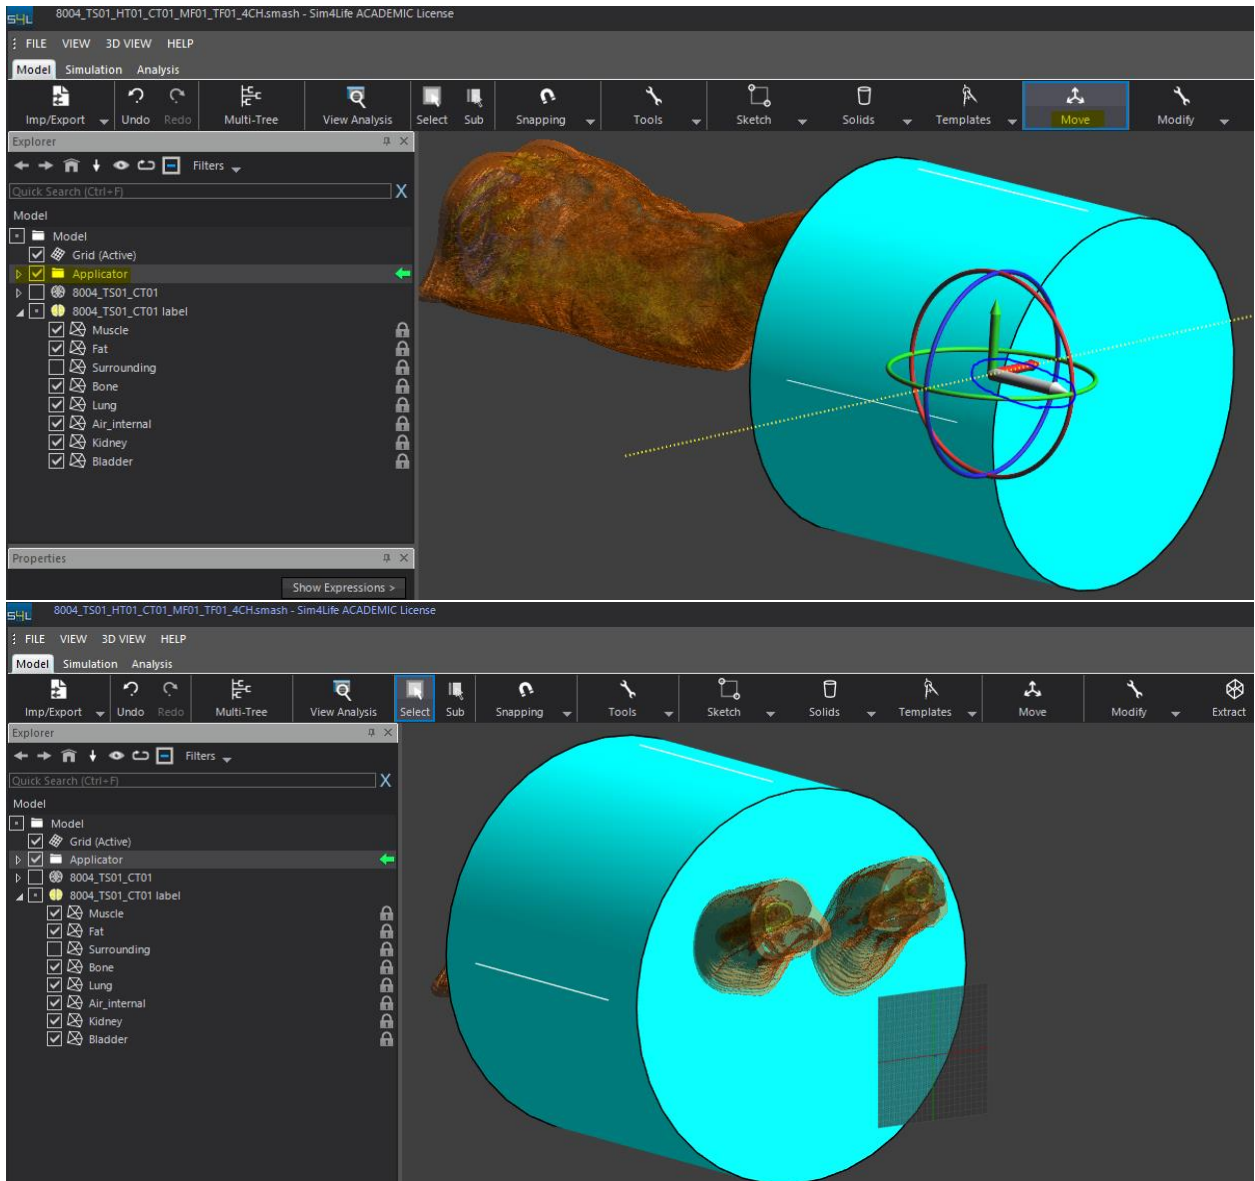 S4L 8004_TS01_HT01_CT01_MF01_TF01_4CH.smash - Sim4Life ACADEMIC License
FILE VIEW 3D VIEW HELP
Model Simulation Analysis
Imp/Export Undo Redo Multi-Tree View Analysis Select Sub Snapping Tools Sketch Solids Templates Move Modify
Explorer
Filters
Quick Search (Ctrl+F) X
Model
Model
Grid (Active)
Applicator
8004_TS01_CT01
8004_TS01_CT01 label
Muscle
Fat
Surrounding
Bone
Lung
Air_internal
Kidney
Bladder
Properties
Show Expressions >
S4L 8004_TS01_HT01_CT01_MF01_TF01_4CH.smash - Sim4Life ACADEMIC License
FILE VIEW 3D VIEW HELP
Model Simulation Analysis
Imp/Export Undo Redo Multi-Tree View Analysis Select Sub Snapping Tools Sketch Solids Templates Move Modify Extract
Explorer
Filters
Quick Search (Ctrl+F) X
Model
Model
Grid (Active)
Applicator
8004_TS01_CT01
8004_TS01_CT01 label
Muscle
Fat
Surrounding
Bone
Lung
Air_internal
Kidney
Bladder